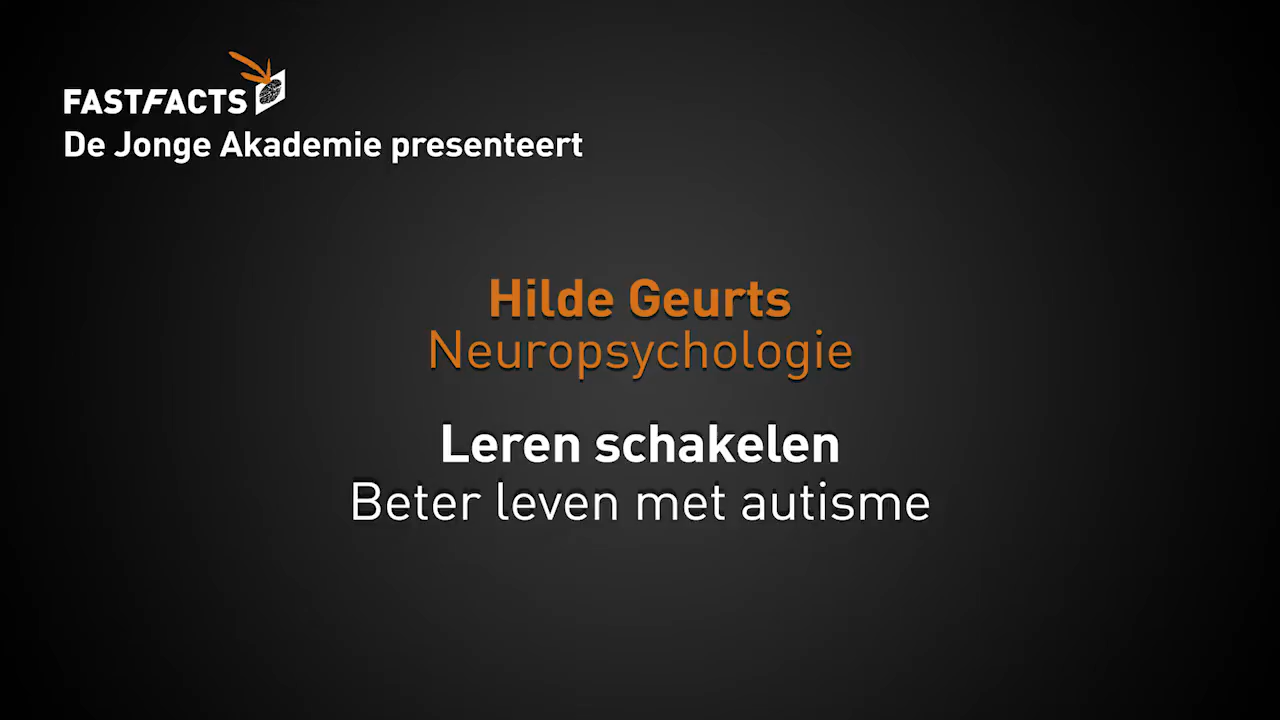 FASTFACTS
De Jonge Akademie presenteert
Hilde Geurts
Neuropsychologie
Leren schakelen
Beter leven met autisme